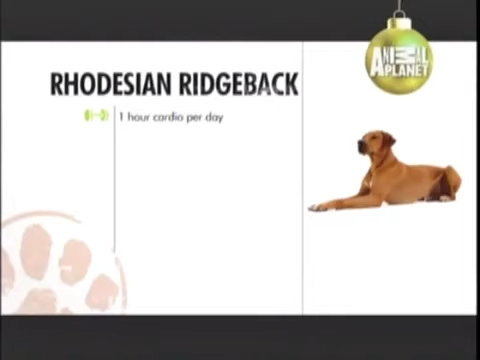 ANIMAL
PLANET
RHODESIAN RIDGEBACK
1 hour cardio per day